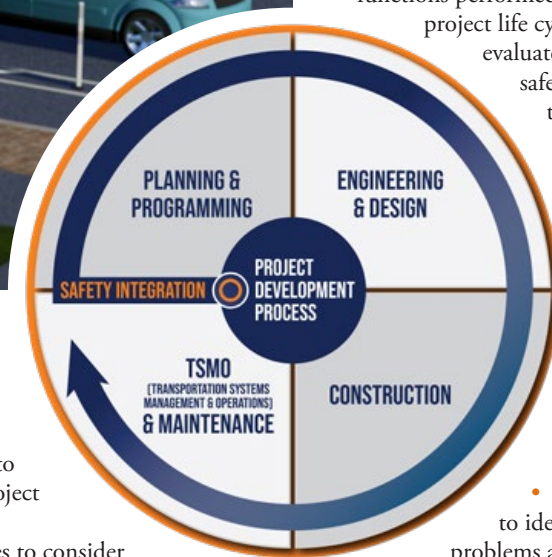 functions performed
project life cy
evaluat
safe
t
PLANNING &
PROGRAMMING
ENGINEERING
& DESIGN
SAFETY INTEGRATION
PROJECT
DEVELOPMENT
PROCESS
TSMO
(TRANSPORTATION SYSTEMS
MANAGEMENT & OPERATIONS)
& MAINTENANCE
CONSTRUCTION
to
oject
es to consider
• 
to ide
problems a